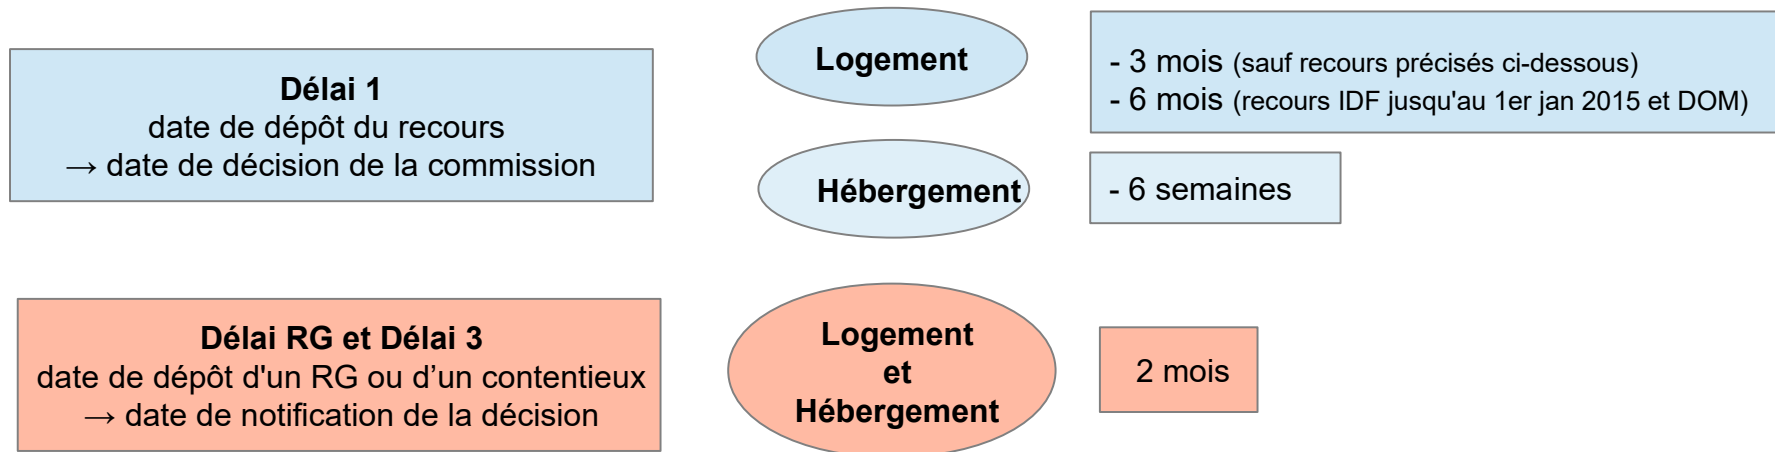 Délai 1
date de dépôt du recours
→ date de décision de la commission
Logement
- 3 mois (sauf recours précisés ci-dessous)
- 6 mois (recours IDF jusqu'au 1er jan 2015 et DOM)
Hébergement
- 6 semaines
Délai RG et Délai 3
date de dépôt d'un RG ou d’un contentieux
→ date de notification de la décision
Logement
et
Hébergement
2 mois